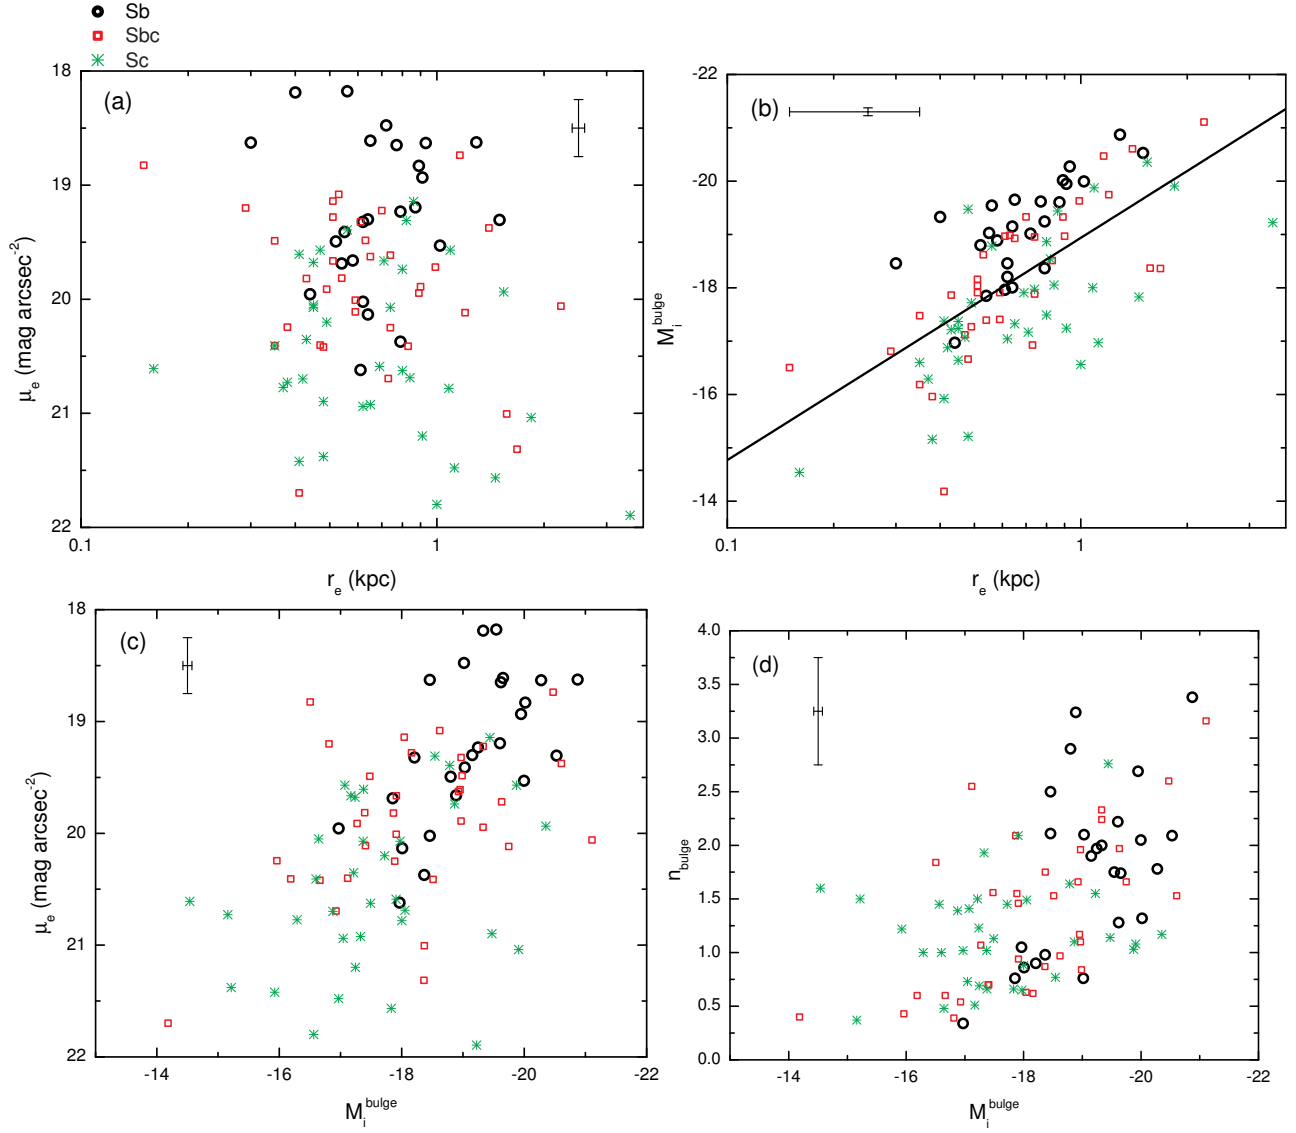 Sb
Sbc
Sc
(a)
18
19
20
21
22
0.1
1
μe (mag arcsec-2)
re (kpc)
(b)
-22
-20
-18
-16
-14
0.1
1
Mibulge
re (kpc)
(c)
18
19
20
21
22
-14
-16
-18
-20
-22
μe (mag arcsec-2)
Mibulge
(d)
4.0
3.5
3.0
2.5
2.0
1.5
1.0
0.5
0.0
-14
-16
-18
-20
-22
nbulge
Mibulge